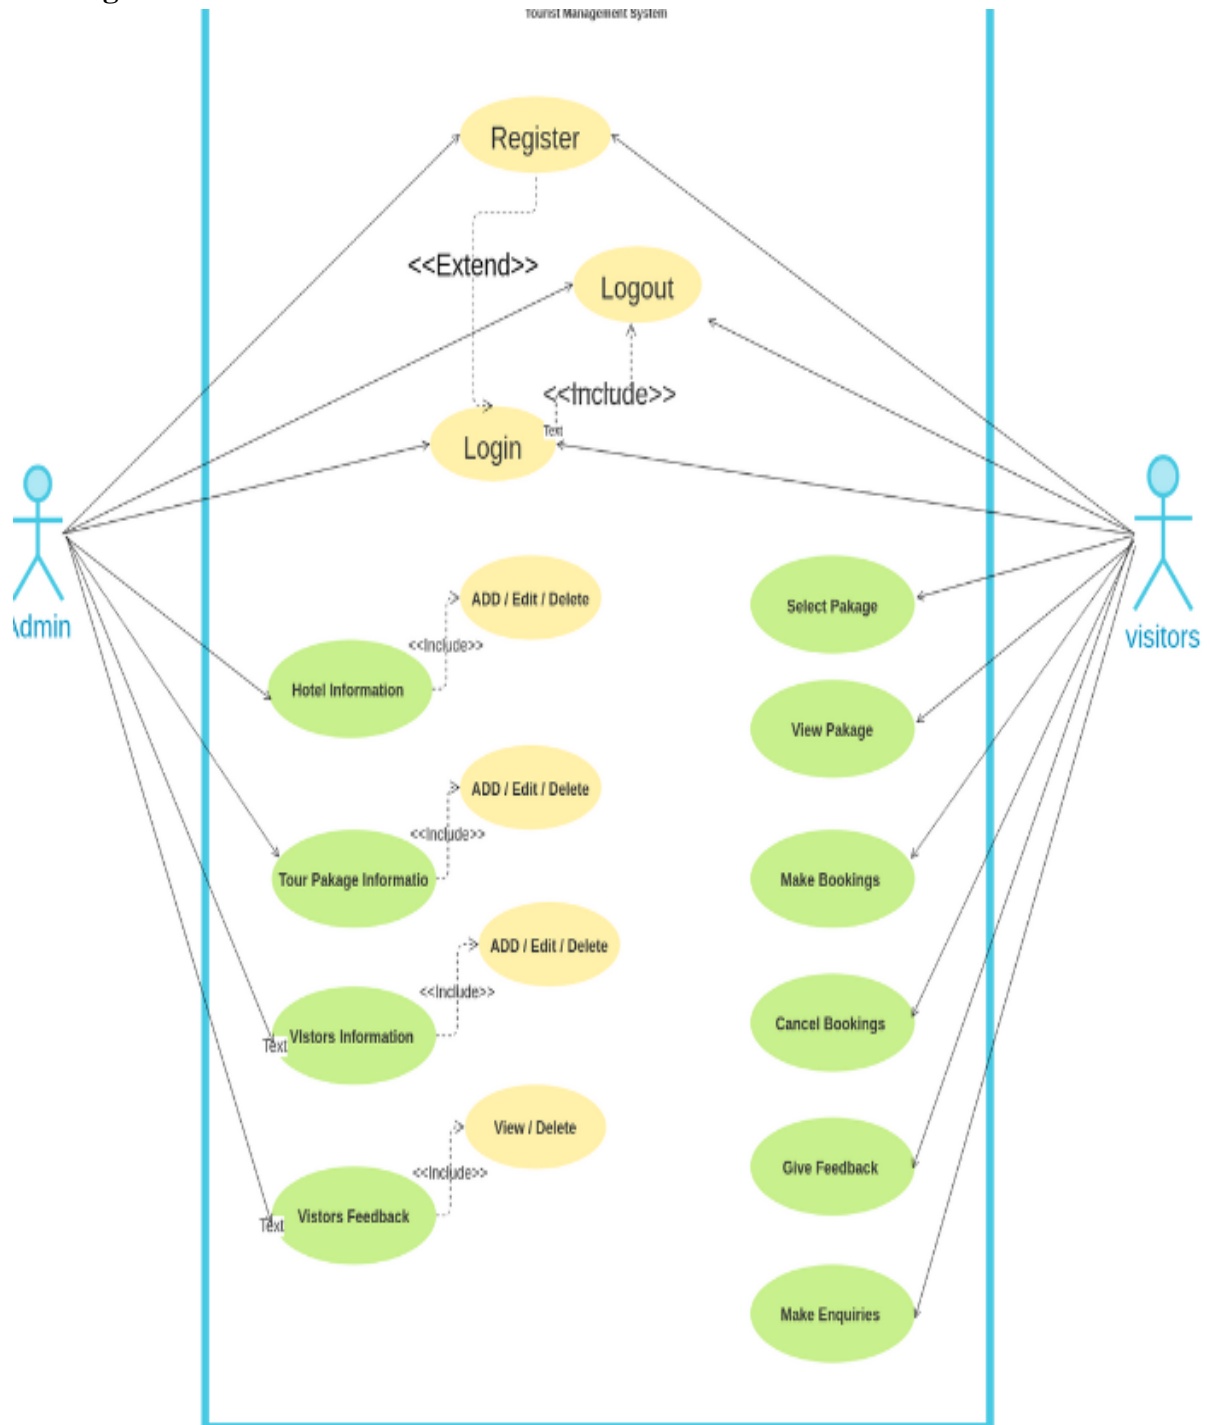 Tourist Management System
Register
<<Extend>>
Logout
<<Include>>
Text
Login
Admin
visitors
ADD / Edit / Delete
<<Include>>
Hotel Information
Select Pakage
View Pakage
ADD / Edit / Delete
<<Include>>
Tour Pakage Informatio
Make Bookings
ADD / Edit / Delete
<<Include>>
VIstors Information
Text
Cancel Bookings
View / Delete
<<Include>>
Vistors Feedback
Text
Give Feedback
Make Enquiries